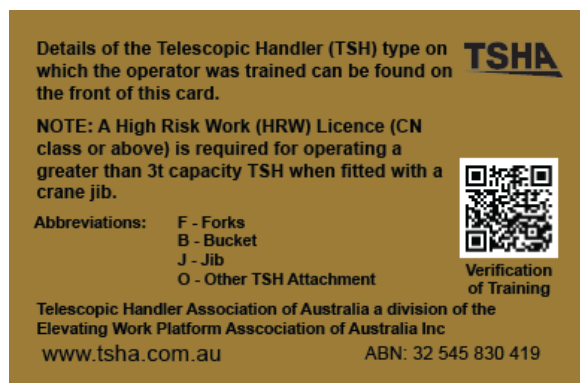 Details of the Telescopic Handler (TSH) type on
which the operator was trained can be found on
the front of this card.
TSHA
NOTE: A High Risk Work (HRW) Licence (CN
class or above) is required for operating a
greater than 3t capacity TSH when fitted with a
crane jib.
Abbreviations: F - Forks
B - Bucket
J - Jib
O - Other TSH Attachment
Verification
of Training
Telescopic Handler Association of Australia a division of the
Elevating Work Platform Asscociation of Australia Inc
www.tsha.com.au ABN: 32 545 830 419